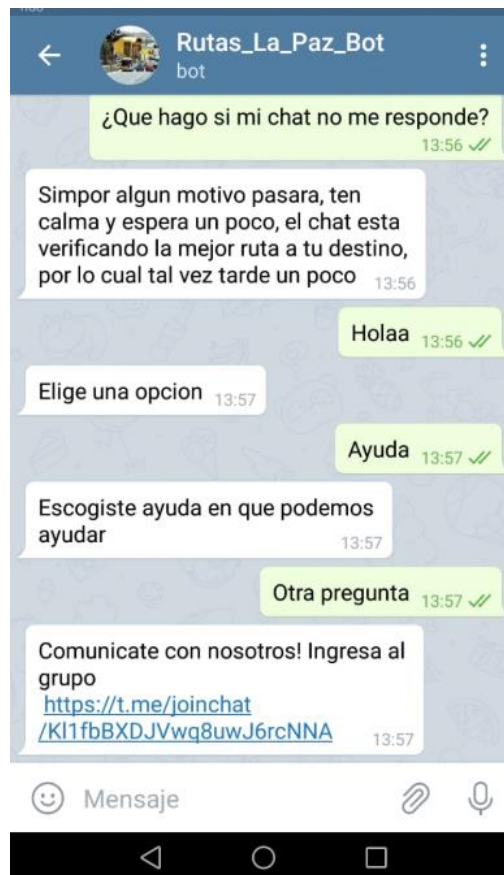 Rutas_La_Paz_Bot
bot
¿Que hago si mi chat no me responde?
13:56
Simpor algun motivo pasara, ten
calma y espera un poco, el chat esta
verificando la mejor ruta a tu destino,
por lo cual tal vez tarde un poco 13:56
Holaa 13:56
Elige una opcion 13:57
Ayuda 13:57
Escogiste ayuda en que podemos
ayudar 13:57
Otra pregunta 13:57
Comunicate con nosotros! Ingresa al
grupo
https://t.me/joinchat
/Kl1fbBXDJVwq8uwJ6rcNNA 13:57
Mensaje